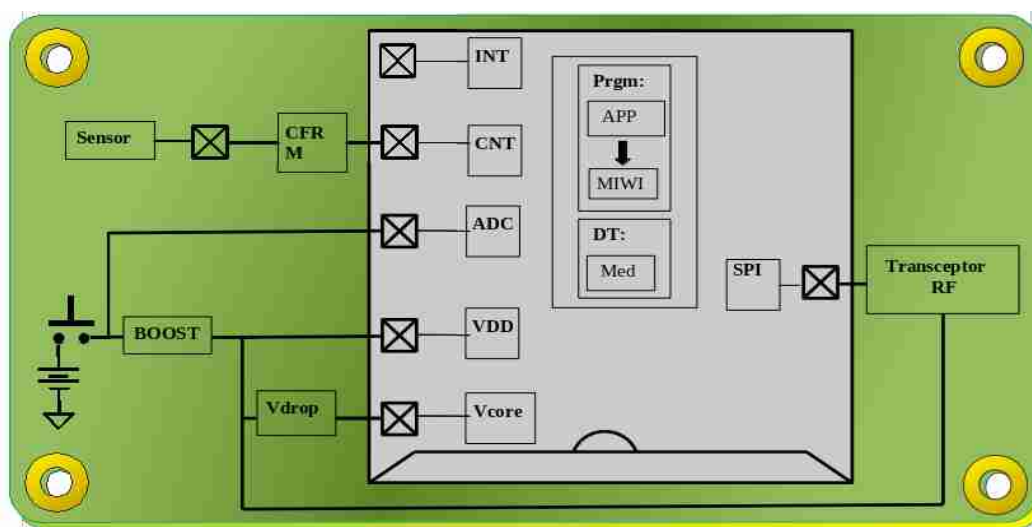 INT
Prgm:
APP
MIWI
Sensor
CFR
M
CNT
ADC
DT:
Med
SPI
Transceptor
RF
BOOST
VDD
Vdrop
Vcore